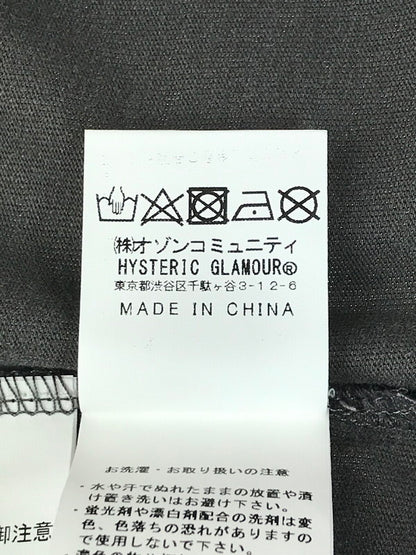 ㈱オゾンコミュニティ
HYSTERIC GLAMOUR®
東京都渋谷区千駄ヶ谷3-12-6
MADE IN CHINA
お洗濯・お取り扱いの注意
・水や汗でぬれたままの放置や漬
け置き洗いはお避け下さい。
・蛍光剤や漂白剤配合の洗剤は変
色、色落ちの恐れがありますの
で使用しないで下さい。
御注意